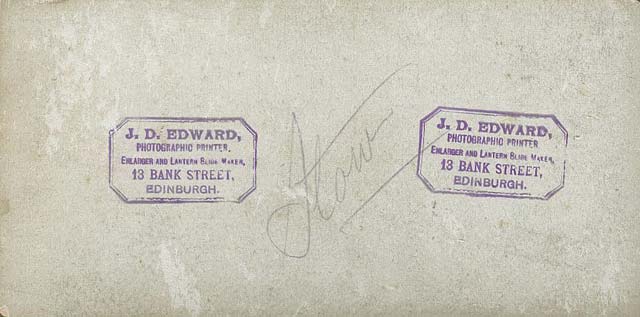 J. D. EDWARD,
PHOTOGRAPHIC PRINTER,
ENLARGER AND LANTERN SLIDE MAKER,
13 BANK STREET,
EDINBURGH.
Stow
J. D. EDWARD,
PHOTOGRAPHIC PRINTER
ENLARGER AND LANTERN SLIDE MAKER,
13 BANK STREET,
EDINBURGH.